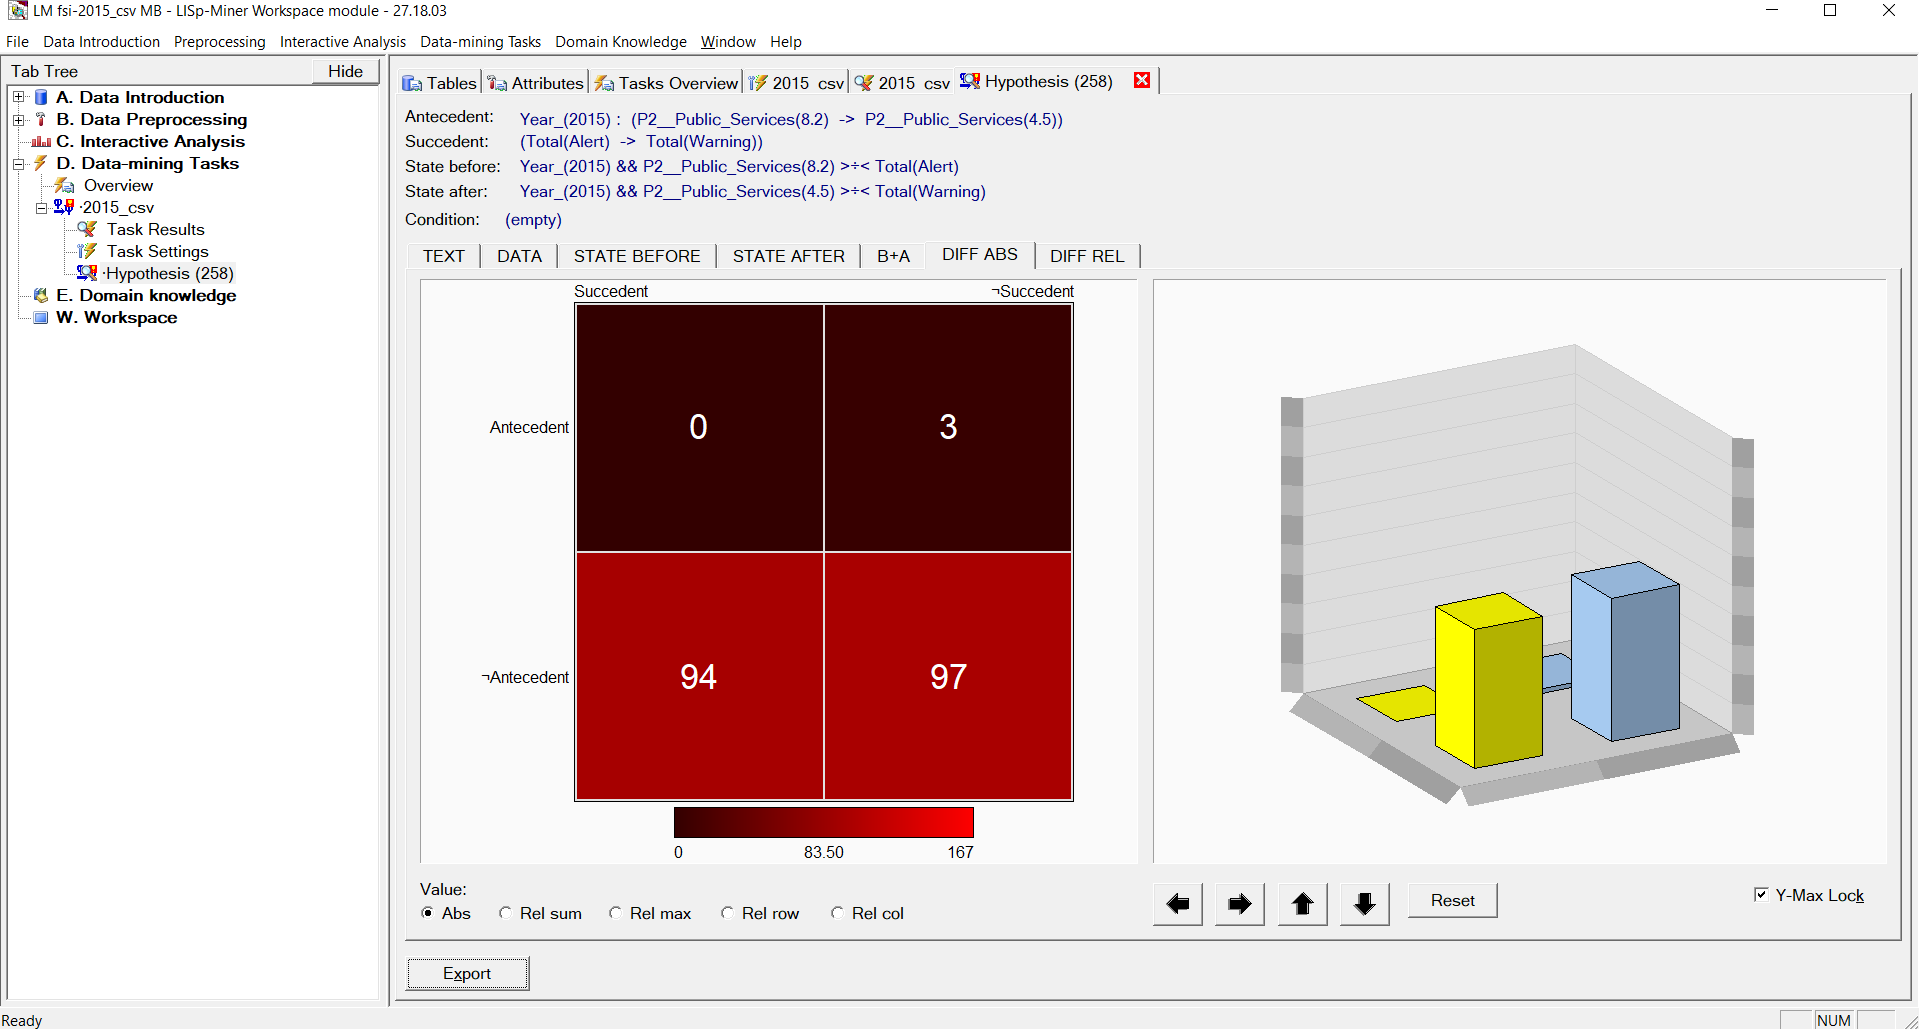 LM fsi-2015_csv MB - LISp-Miner Workspace module - 27.18.03
File Data Introduction Preprocessing Interactive Analysis Data-mining Tasks Domain Knowledge Window Help
Tab Tree Hide
A. Data Introduction
B. Data Preprocessing
C. Interactive Analysis
D. Data-mining Tasks
Overview
·2015_csv
Task Results
Task Settings
·Hypothesis (258)
E. Domain knowledge
W. Workspace
Tables Attributes Tasks Overview 2015 csv 2015 csv Hypothesis (258)
Antecedent: Year_(2015) : (P2__Public_Services(8.2) -> P2__Public_Services(4.5))
Succedent: (Total(Alert) -> Total(Warning))
State before: Year_(2015) && P2__Public_Services(8.2) >÷< Total(Alert)
State after: Year_(2015) && P2__Public_Services(4.5) >÷< Total(Warning)
Condition: (empty)
TEXT DATA STATE BEFORE STATE AFTER B+A DIFF ABS DIFF REL
Succedent ¬Succedent
Antecedent 0 3
¬Antecedent 94 97
0 83.50 167
Value:
Abs Rel sum Rel max Rel row Rel col
Reset
Y-Max Lock
Export
Ready
NUM